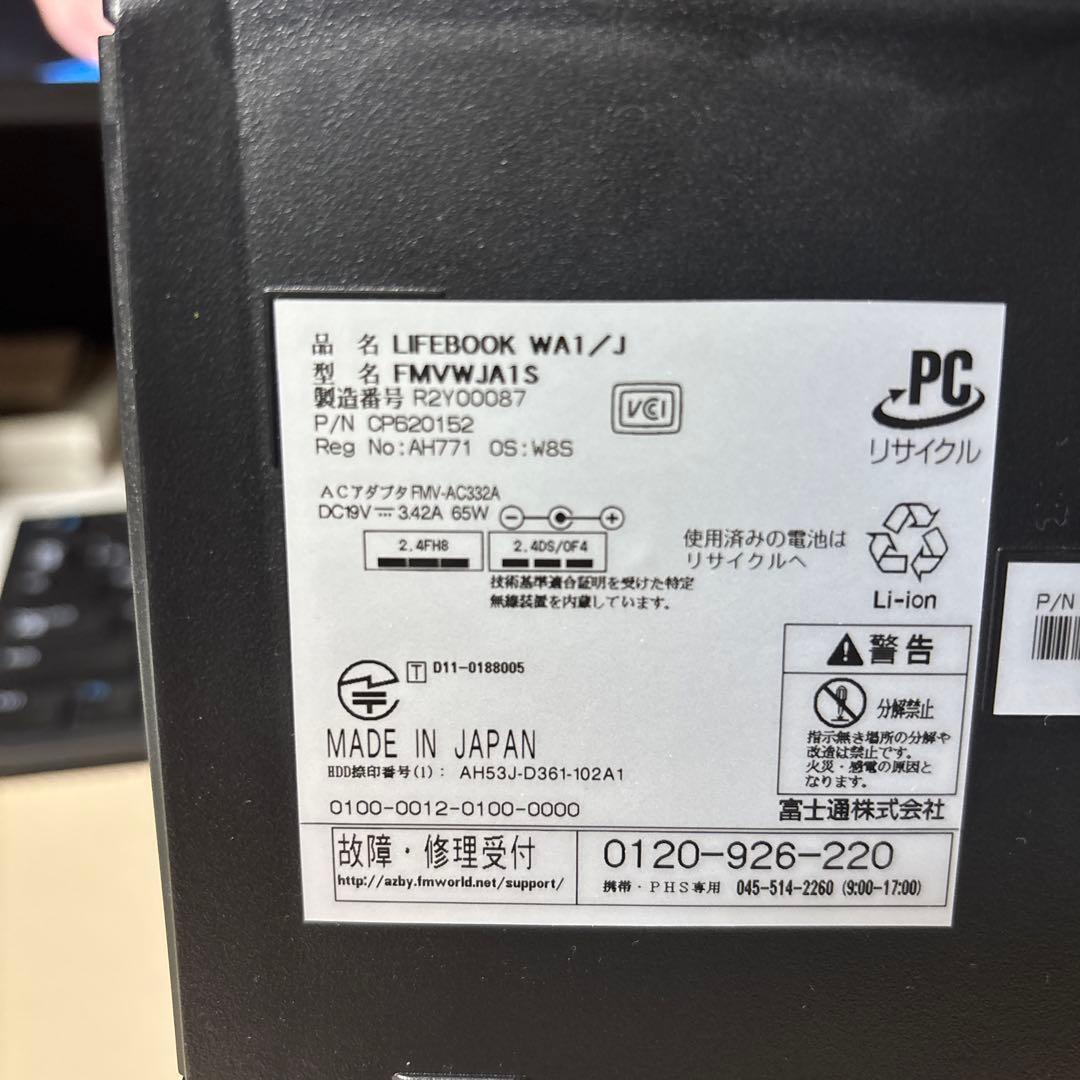 品 名 LIFEBOOK WA1/J
型 名 FMVWJA1S
製造番号 R2Y00087
P/N CP620152
Reg No:AH771 OS:W8S
VCI
PC
リサイクル
ACアダプタ FMV-AC332A
DC19V 3.42A 65W
2.4FH8
2.4DS/OF4
技術基準適合証明を受けた特定
無線装置を内蔵しています。
使用済みの電池は
リサイクルへ
Li-ion
警告
分解禁止
指示無き場所の分解や
改造は禁止です。
火災・感電の原因と
なります。
T D11-0188005
MADE IN JAPAN
HDD捺印番号(1): AH53J-D361-102A1
0100-0012-0100-0000
富士通株式会社
故障・修理受付
http://azby.fmworld.net/support/
0120-926-220
携帯・PHS専用 045-514-2260 (9:00-17:00)
P/N